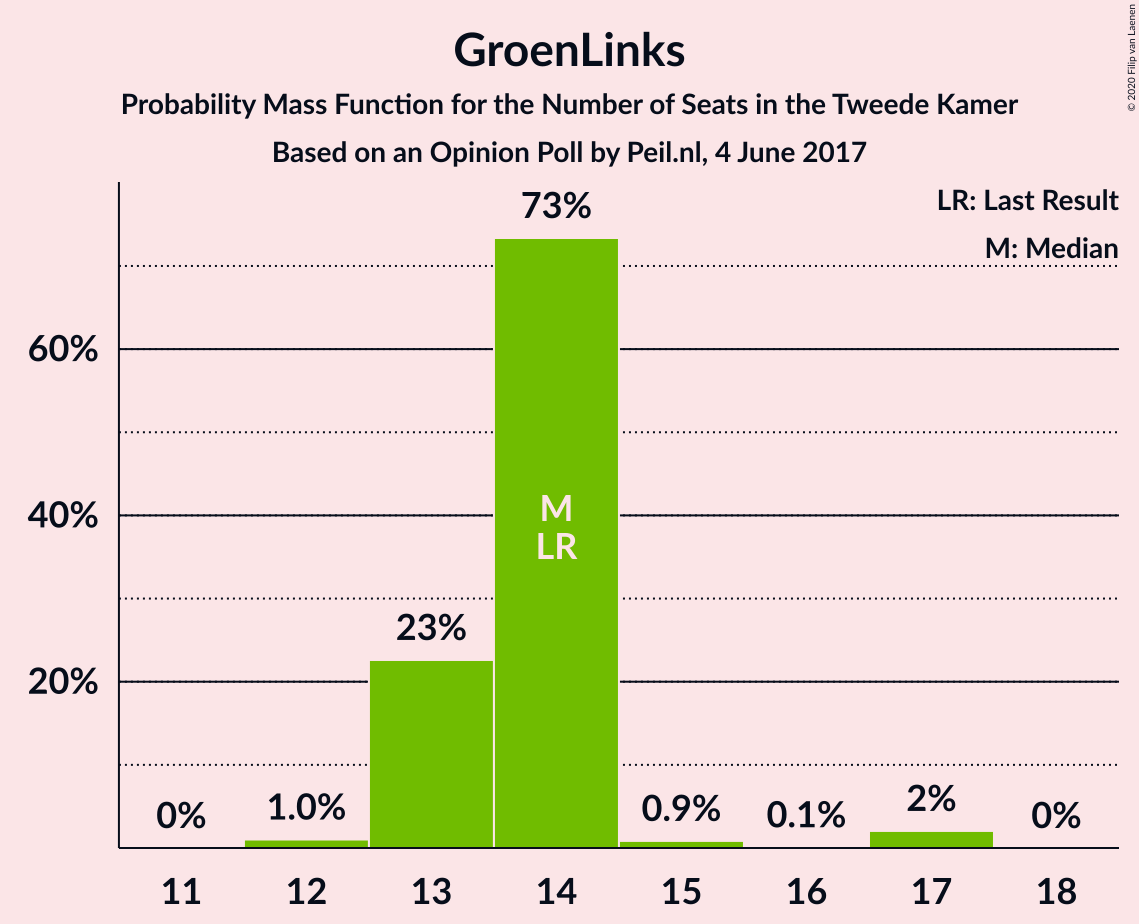 GroenLinks
Probability Mass Function for the Number of Seats in the Tweede Kamer
Based on an Opinion Poll by Peil.nl, 4 June 2017
© 2020 Filip van Laenen
LR: Last Result
M: Median
60%
40%
20%
0%
1.0%
23%
73%
M
LR
0.9%
0.1%
2%
0%
11 12 13 14 15 16 17 18